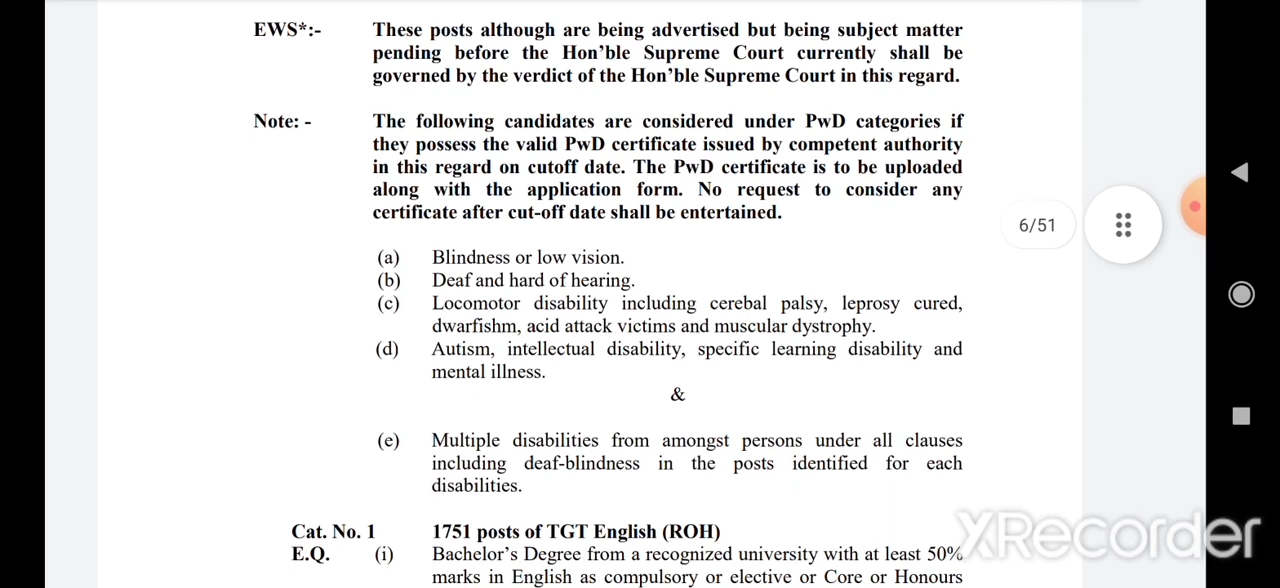 EWS*:- These posts although are being advertised but being subject matter
pending before the Hon’ble Supreme Court currently shall be
governed by the verdict of the Hon’ble Supreme Court in this regard.
Note: - The following candidates are considered under PwD categories if
they possess the valid PwD certificate issued by competent authority
in this regard on cutoff date. The PwD certificate is to be uploaded
along with the application form. No request to consider any
certificate after cut-off date shall be entertained.
6/51
(a) Blindness or low vision.
(b) Deaf and hard of hearing.
(c) Locomotor disability including cerebal palsy, leprosy cured,
dwarfishm, acid attack victims and muscular dystrophy.
(d) Autism, intellectual disability, specific learning disability and
mental illness.
&
(e) Multiple disabilities from amongst persons under all clauses
including deaf-blindness in the posts identified for each
disabilities.
Cat. No. 1 1751 posts of TGT English (ROH)
E.Q. (i) Bachelor’s Degree from a recognized university with at least 50%
marks in English as compulsory or elective or Core or Honours
XRecorder